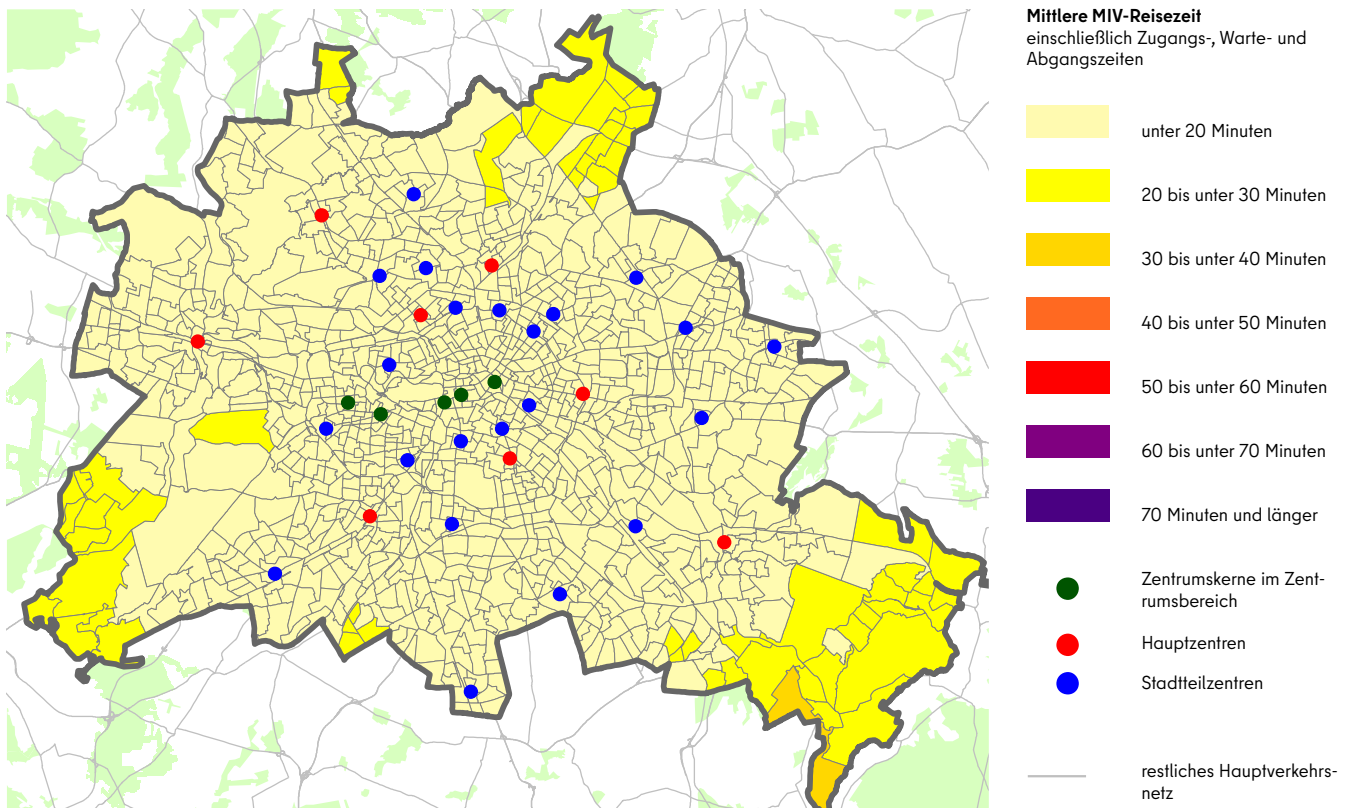 Mittlere MIV-Reisezeit
einschließlich Zugangs-, Warte- und
Abgangszeiten
unter 20 Minuten
20 bis unter 30 Minuten
30 bis unter 40 Minuten
40 bis unter 50 Minuten
50 bis unter 60 Minuten
60 bis unter 70 Minuten
70 Minuten und länger
Zentrumskerne im Zent-
rumsbereich
Hauptzentren
Stadtteilzentren
restliches Hauptverkehrs-
netz